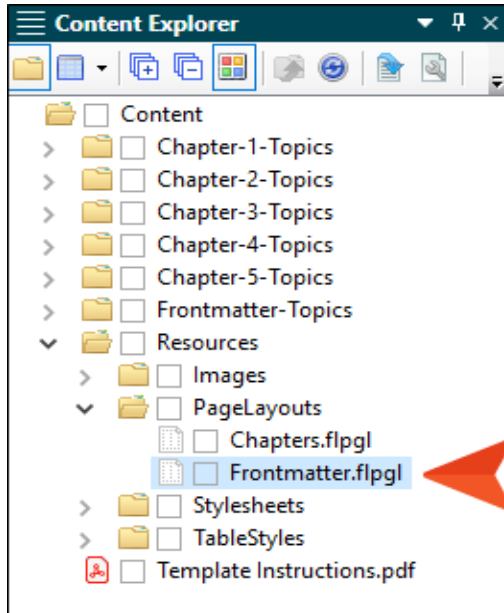 Content Explorer
Content
Chapter-1-Topics
Chapter-2-Topics
Chapter-3-Topics
Chapter-4-Topics
Chapter-5-Topics
Frontmatter-Topics
Resources
Images
PageLayouts
Chapters.flpgl
Frontmatter.flpgl
Stylesheets
TableStyles
Template Instructions.pdf